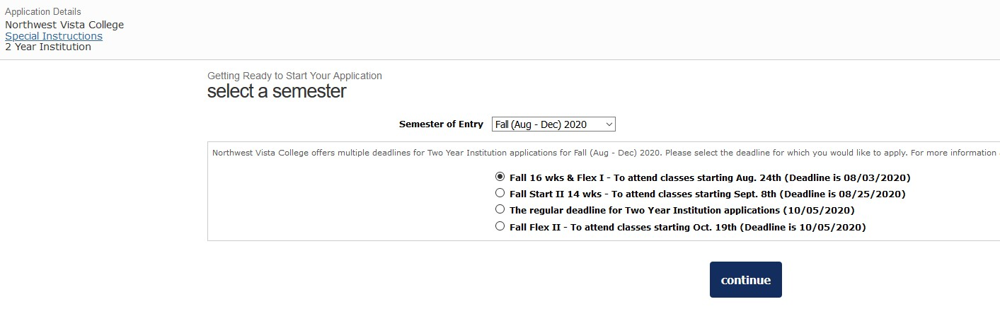 Application Details
Northwest Vista College
Special Instructions
2 Year Institution
Getting Ready to Start Your Application
select a semester
Semester of Entry Fall (Aug - Dec) 2020
Northwest Vista College offers multiple deadlines for Two Year Institution applications for Fall (Aug - Dec) 2020. Please select the deadline for which you would like to apply. For more information
Fall 16 wks & Flex I - To attend classes starting Aug. 24th (Deadline is 08/03/2020)
Fall Start II 14 wks - To attend classes starting Sept. 8th (Deadline is 08/25/2020)
The regular deadline for Two Year Institution applications (10/05/2020)
Fall Flex II - To attend classes starting Oct. 19th (Deadline is 10/05/2020)
continue